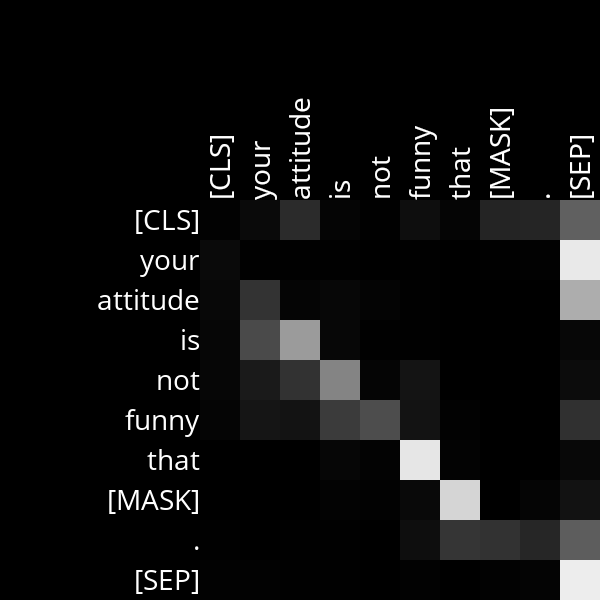 [CLS]
your
attitude
is
not
funny
that
[MASK]
.
[SEP]
[CLS]
your
attitude
is
not
funny
that
[MASK]
.
[SEP]